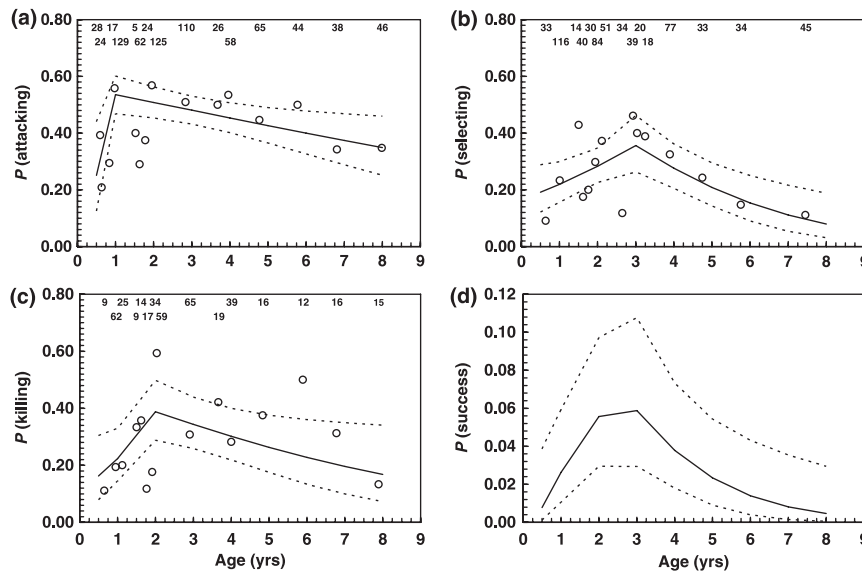 (a)
28 17 5 24 110 26 65 44 38 46
24 129 62 125 58
P (attacking)
0.80
0.60
0.40
0.20
0.00
0 1 2 3 4 5 6 7 8 9
(b)
33 14 30 51 34 20 77 33 34 45
116 40 84 39 18
P (selecting)
0.80
0.60
0.40
0.20
0.00
0 1 2 3 4 5 6 7 8 9
(c)
9 25 14 34 65 39 16 12 16 15
62 9 17 59 19
P (killing)
0.80
0.60
0.40
0.20
0.00
0 1 2 3 4 5 6 7 8 9
Age (yrs)
(d)
P (success)
0.12
0.10
0.08
0.06
0.04
0.02
0.00
0 1 2 3 4 5 6 7 8 9
Age (yrs)